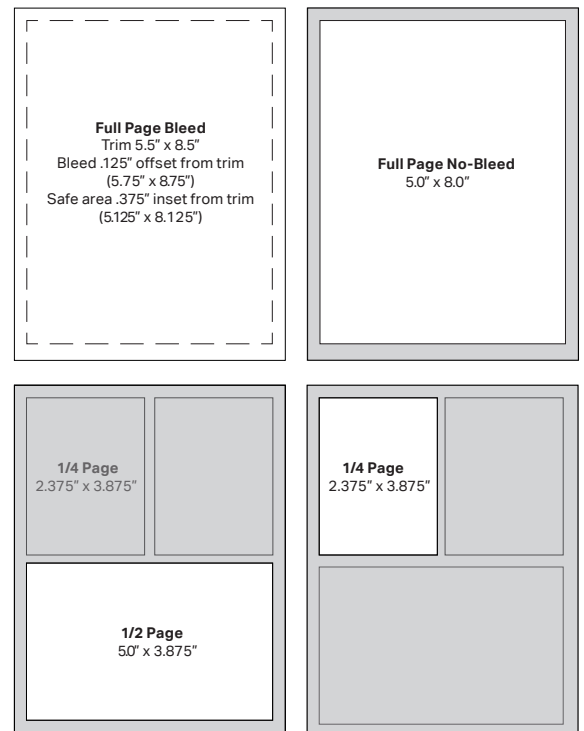 Full Page Bleed
Trim 5.5" x 8.5"
Bleed .125" offset from trim
(5.75" x 8.75")
Safe area .375" inset from trim
(5.125" x 8.125")
Full Page No-Bleed
5.0" x 8.0"
1/4 Page
2.375" x 3.875"
1/2 Page
5.0" x 3.875"
1/4 Page
2.375" x 3.875"